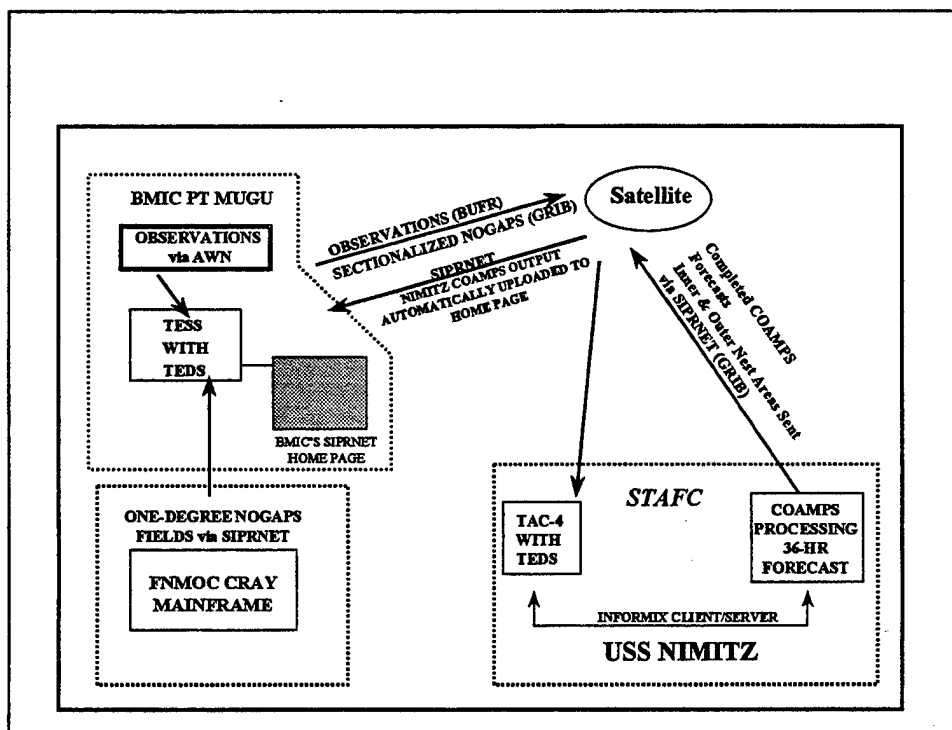 BMIC PT MUGU
OBSERVATIONS
via AWN
TESS
WITH
TEDS
BMIC'S SIPRNET
HOME PAGE
OBSERVATIONS (BUFR)
SECTIONALIZED NOGAPS (GRIB)
SIPRNET
NIMITZ COAMPS OUTPUT
AUTOMATICALLY UPLOADED TO
HOME PAGE
Satellite
Completed COAMPS
Forecasts
Inner & Outer Nest Areas Sent
via SIPRNET (GRIB)
ONE-DEGREE NOGAPS
FIELDS via SIPRNET
FNMOC CRAY
MAINFRAME
STAFC
TAC-4
WITH
TEDS
COAMPS
PROCESSING
36-HR
FORECAST
INFORMIX CLIENT/SERVER
USS NIMITZ